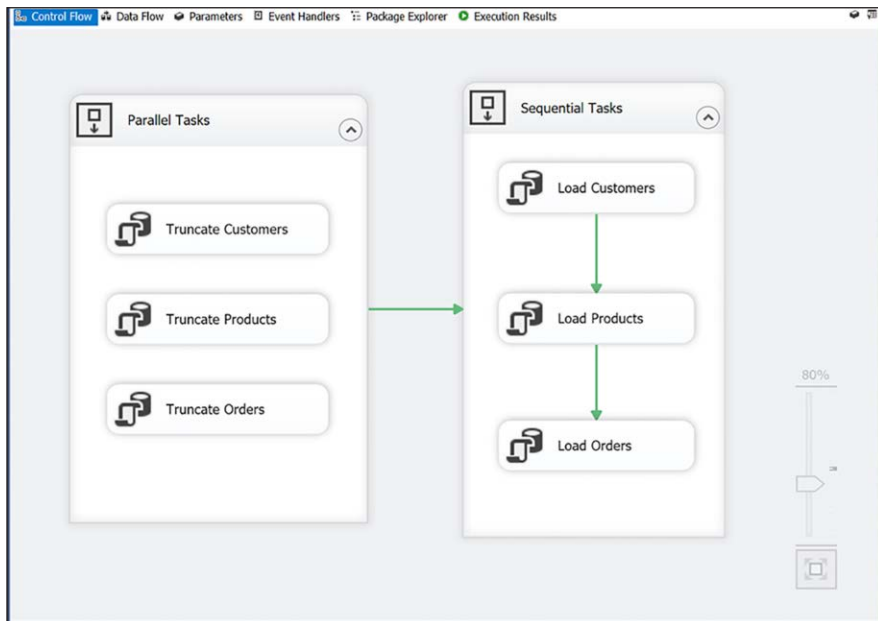 Control Flow Data Flow Parameters Event Handlers Package Explorer Execution Results
Parallel Tasks
Truncate Customers
Truncate Products
Truncate Orders
Sequential Tasks
Load Customers
Load Products
Load Orders
80%